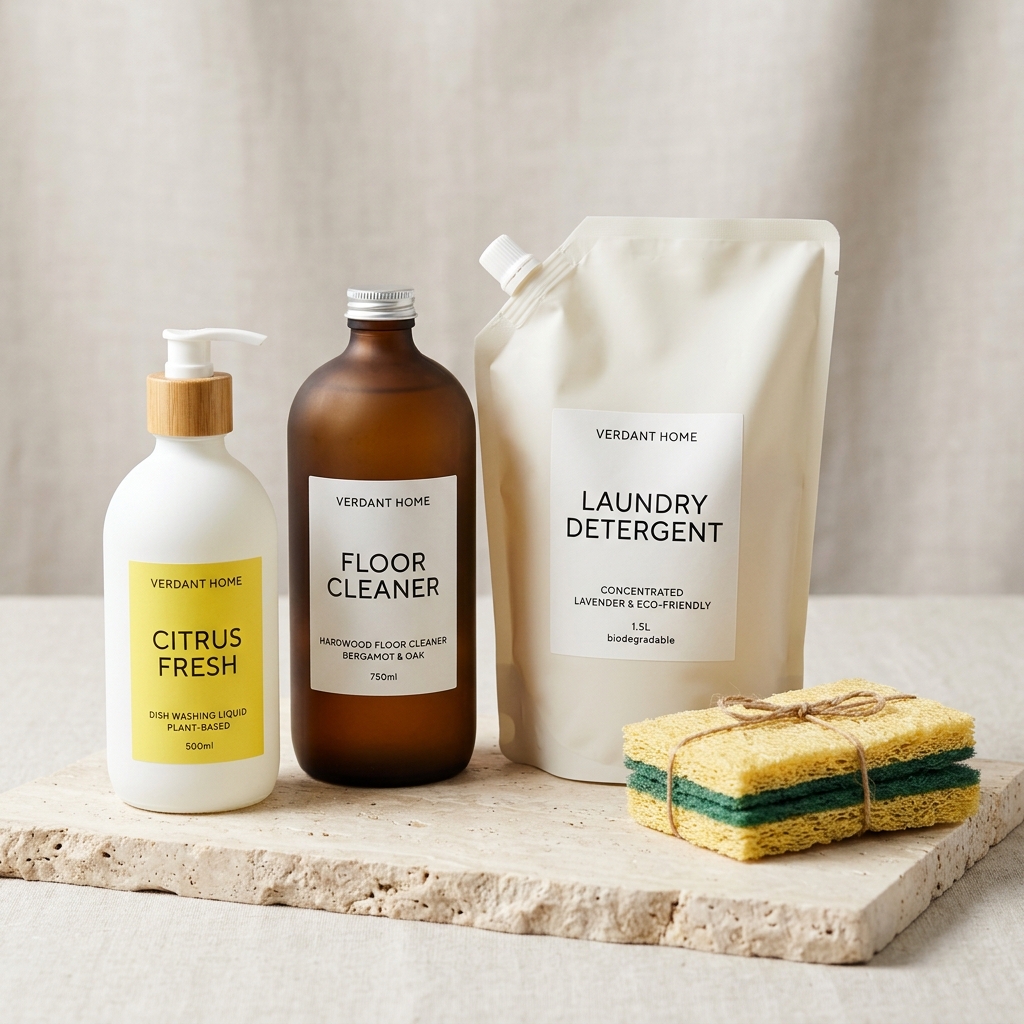 VERDANT HOME
CITRUS
FRESH
DISH WASHING LIQUID
PLANT-BASED
500ml
VERDANT HOME
FLOOR
CLEANER
HARDWOOD FLOOR CLEANER
BERGAMOT & OAK
750ml
VERDANT HOME
LAUNDRY
DETERGENT
CONCENTRATED
LAVENDER & ECO-FRIENDLY
1.5L
biodegradable